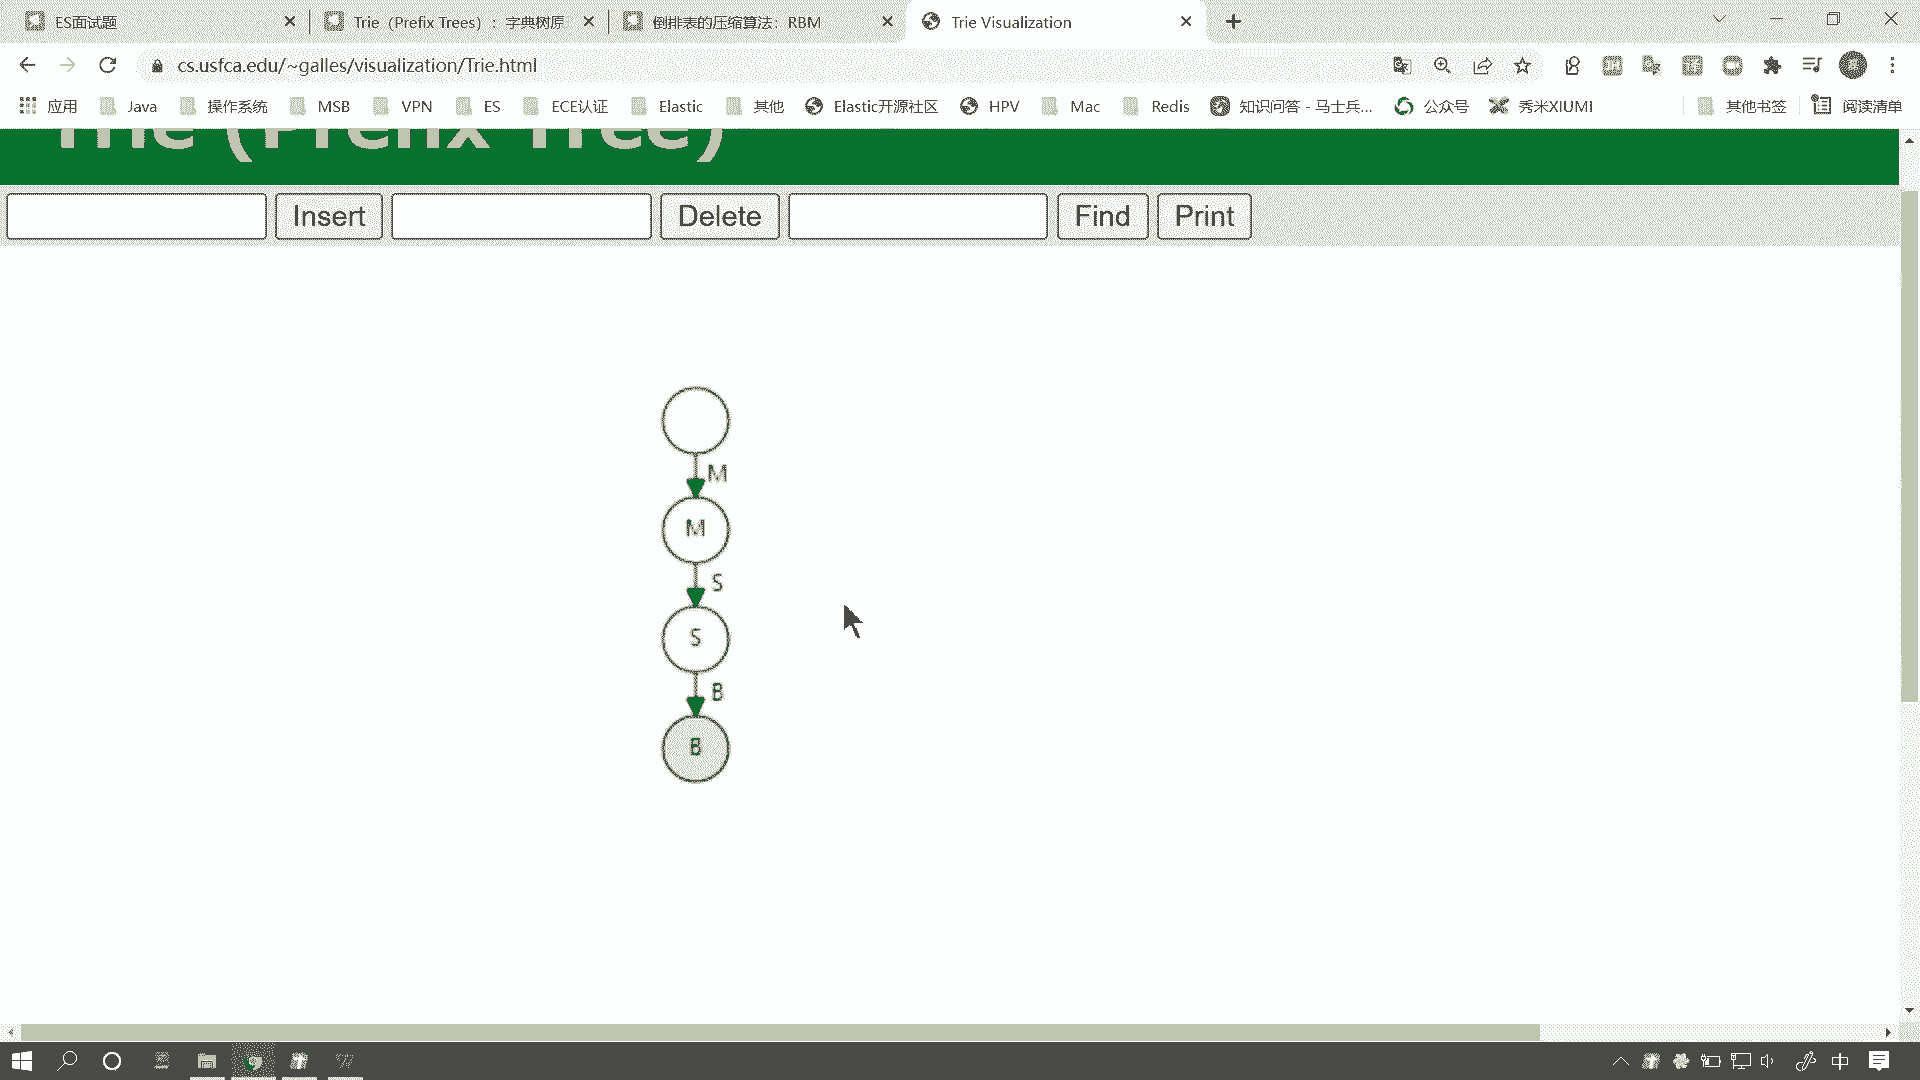 ES面试题
Trie（Prefix Trees）：字典树原
倒排表的压缩算法：RBM
Trie Visualization
cs.usfca.edu/~galles/visualization/Trie.html
应用 Java 操作系统 MSB VPN ES ECE认证 Elastic 其他 Elastic开源社区 HPV Mac Redis 知识问答 - 马士兵... 公众号 秀米XIUMI 其他书签 阅读清单
Trie (Prefix Tree)
Insert Delete Find Print
M
M
S
S
B
B
中